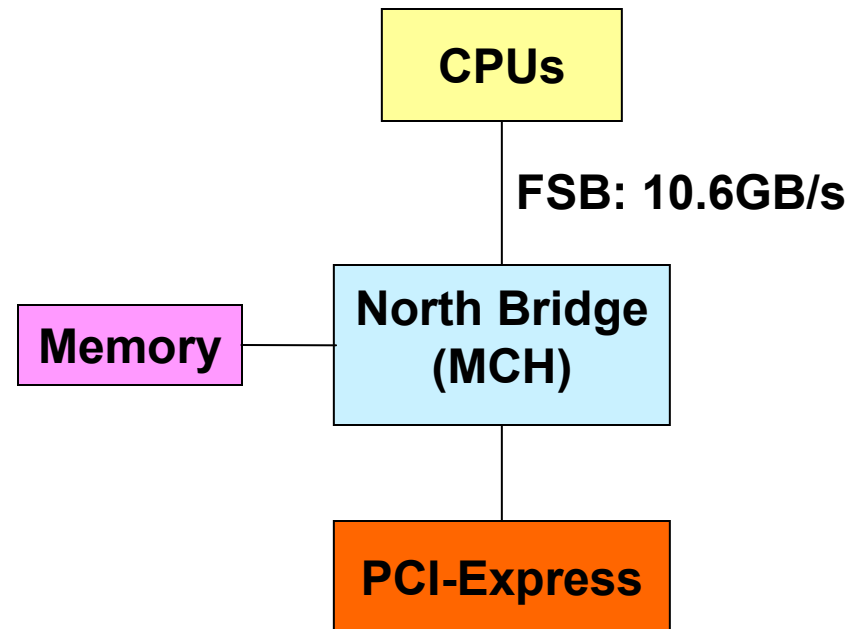 CPUs
FSB: 10.6GB/s
North Bridge
(MCH)
Memory
PCI-Express